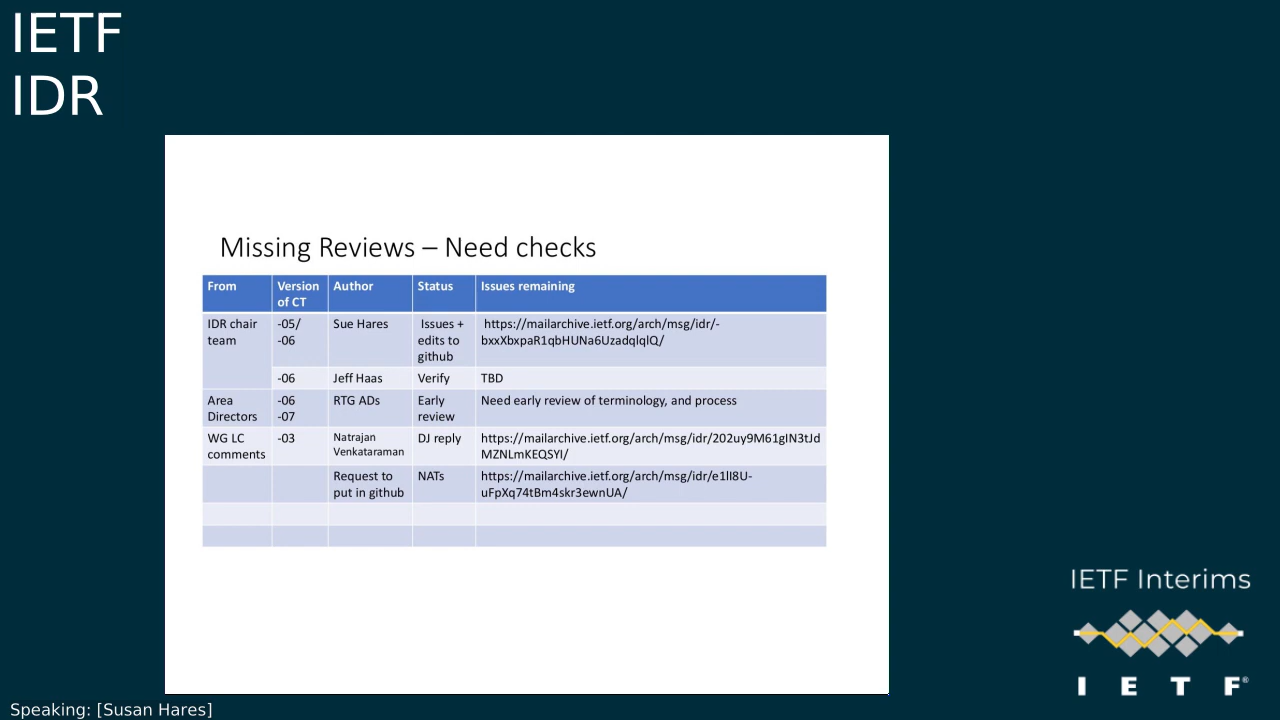 IETF
IDR
Missing Reviews – Need checks
From
Version
of CT
Author
Status
Issues remaining
IDR chair
team
-05/
-06
Sue Hares
Issues +
edits to
github
https://mailarchive.ietf.org/arch/msg/idr/-
bxxXbxpaR1qbHUNa6UzadqlqlQ/
-06
Jeff Haas
Verify
TBD
Area
Directors
-06
-07
RTG ADs
Early
review
Need early review of terminology, and process
WG LC
comments
-03
Natrajan
Venkataraman
DJ reply
https://mailarchive.ietf.org/arch/msg/idr/202uy9M61gIN3tJd
MZNLmKEQSYI/
Request to
put in github
NATs
https://mailarchive.ietf.org/arch/msg/idr/e1lI8U-
uFpXq74tBm4skr3ewnUA/
IETF Interims
I E T F®
Speaking: [Susan Hares]